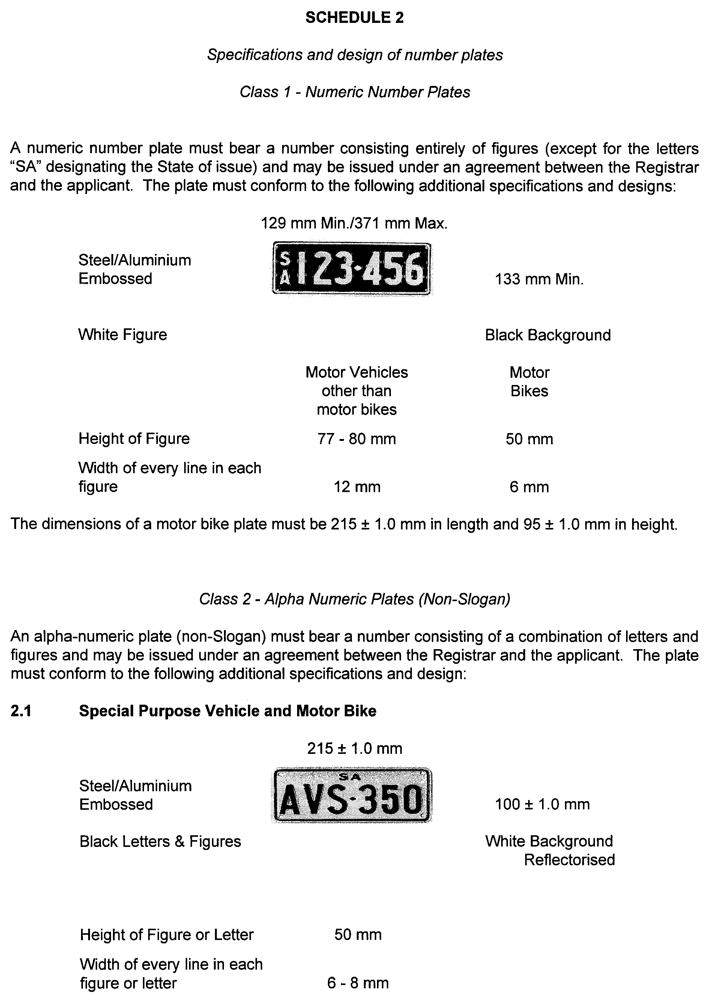 SCHEDULE 2
Specifications and design of number plates
Class 1 - Numeric Number Plates
A numeric number plate must bear a number consisting entirely of figures (except for the letters
“SA” designating the State of issue) and may be issued under an agreement between the Registrar
and the applicant. The plate must conform to the following additional specifications and designs:
129 mm Min./371 mm Max.
Steel/Aluminium
Embossed
SA 123·456
133 mm Min.
White Figure
Black Background
Motor Vehicles
other than
motor bikes
Motor
Bikes
Height of Figure 77 - 80 mm 50 mm
Width of every line in each
figure 12 mm 6 mm
The dimensions of a motor bike plate must be 215 ± 1.0 mm in length and 95 ± 1.0 mm in height.
Class 2 - Alpha Numeric Plates (Non-Slogan)
An alpha-numeric plate (non-Slogan) must bear a number consisting of a combination of letters and
figures and may be issued under an agreement between the Registrar and the applicant. The plate
must conform to the following additional specifications and design:
2.1 Special Purpose Vehicle and Motor Bike
215 ± 1.0 mm
Steel/Aluminium
Embossed
SA
AVS·350
100 ± 1.0 mm
Black Letters & Figures
White Background
Reflectorised
Height of Figure or Letter 50 mm
Width of every line in each
figure or letter 6 - 8 mm